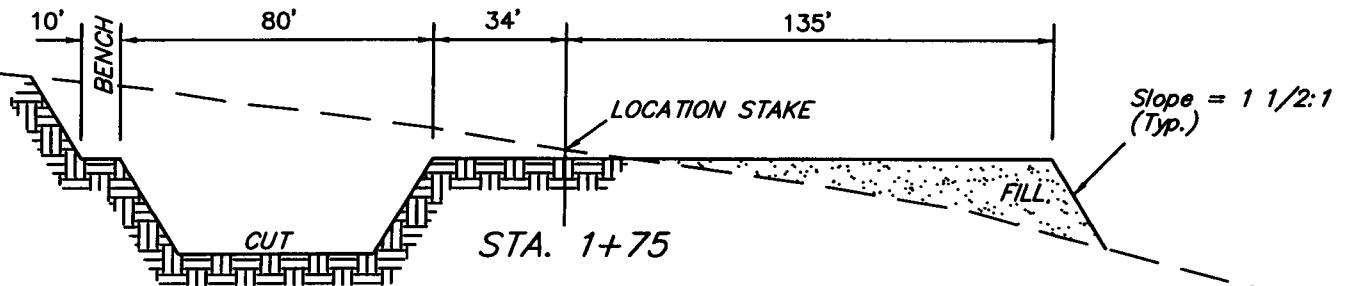 10' 80' 34' 135'
BENCH
LOCATION STAKE
Slope = 1 1/2:1
(Typ.)
FILL
CUT
STA. 1+75